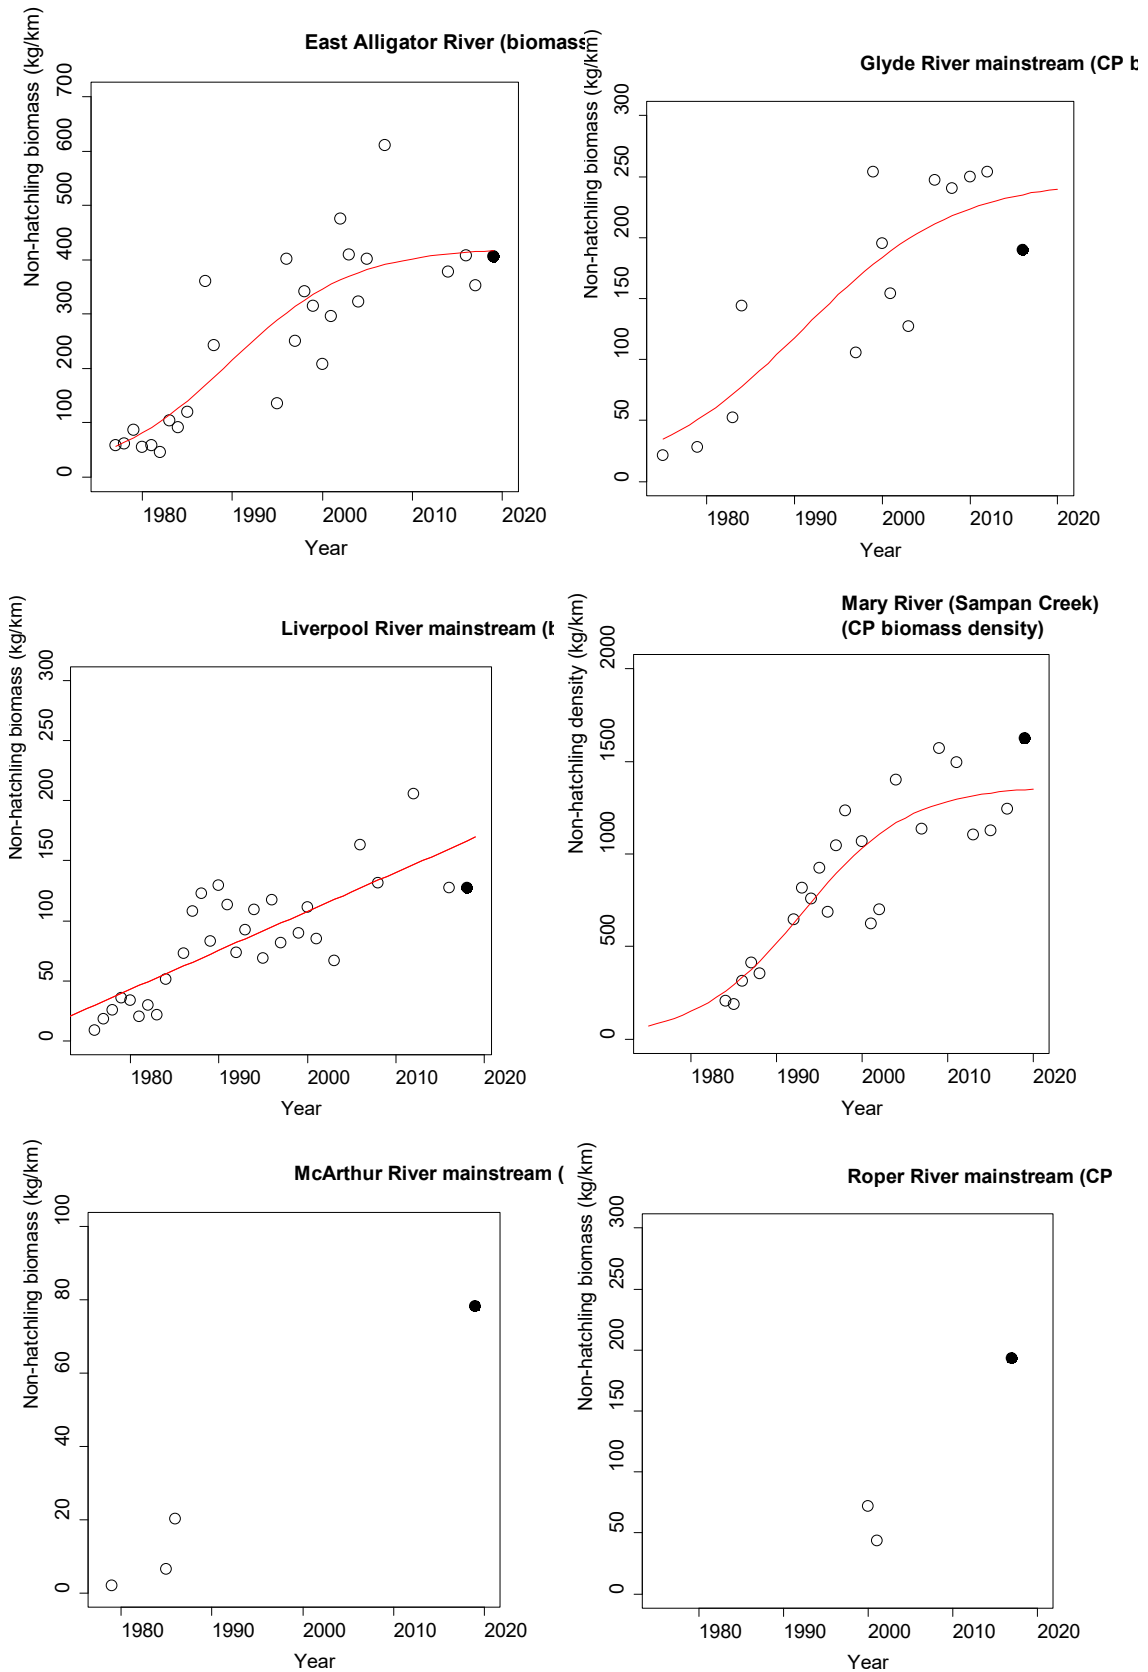 East Alligator River (biomass
Non-hatchling biomass (kg/km)
700
600
500
400
300
200
100
0
1980 1990 2000 2010 2020
Year
Glyde River mainstream (CP b
Non-hatchling biomass (kg/km)
300
250
200
150
100
50
0
1980 1990 2000 2010 2020
Year
Liverpool River mainstream (b
Non-hatchling biomass (kg/km)
300
250
200
150
100
50
0
1980 1990 2000 2010 2020
Year
Mary River (Sampan Creek)
(CP biomass density)
Non-hatchling density (kg/km)
2000
1500
1000
500
0
1980 1990 2000 2010 2020
Year
McArthur River mainstream (
Non-hatchling biomass (kg/km)
100
80
60
40
20
0
1980 1990 2000 2010 2020
Year
Roper River mainstream (CP
Non-hatchling biomass (kg/km)
300
250
200
150
100
50
0
1980 1990 2000 2010 2020
Year